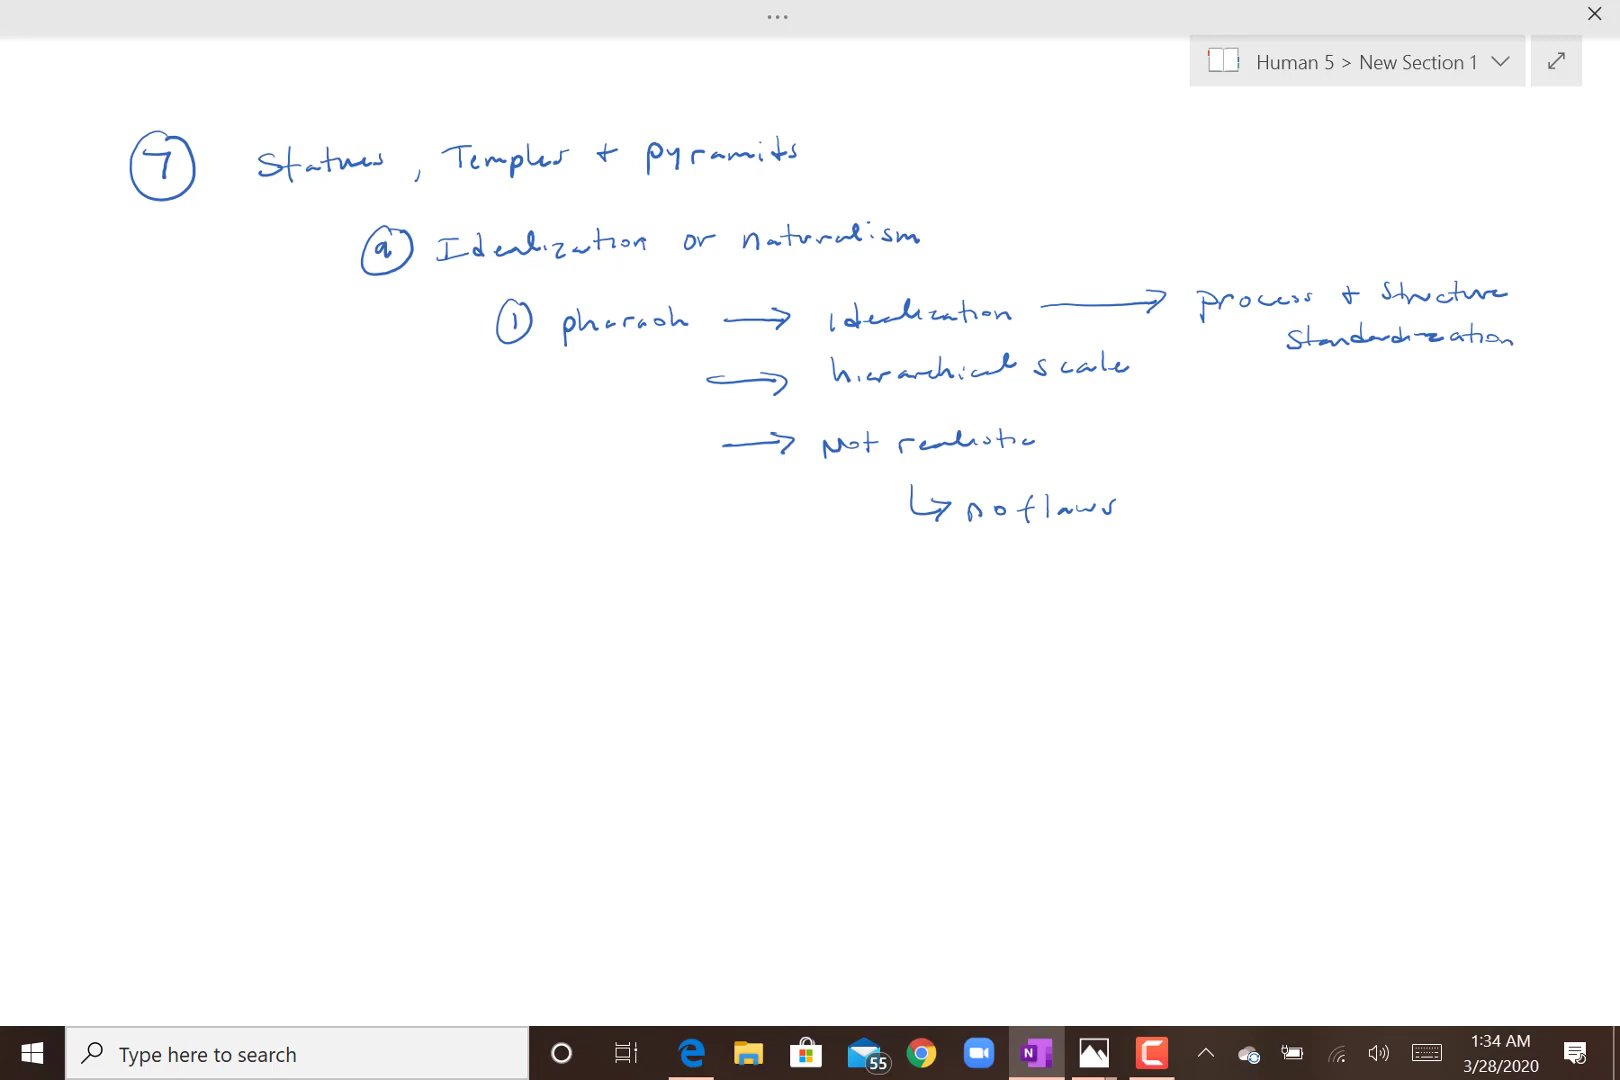 ...
Human 5 > New Section 1
7 Statues, Temples + pyramits
a Idealization or naturalism
1 pharaoh → Idealization → process + structure
standardization
→ hierarchical scale
→ Not realistic
↳ no flaws
Type here to search
55
N
1:34 AM
3/28/2020